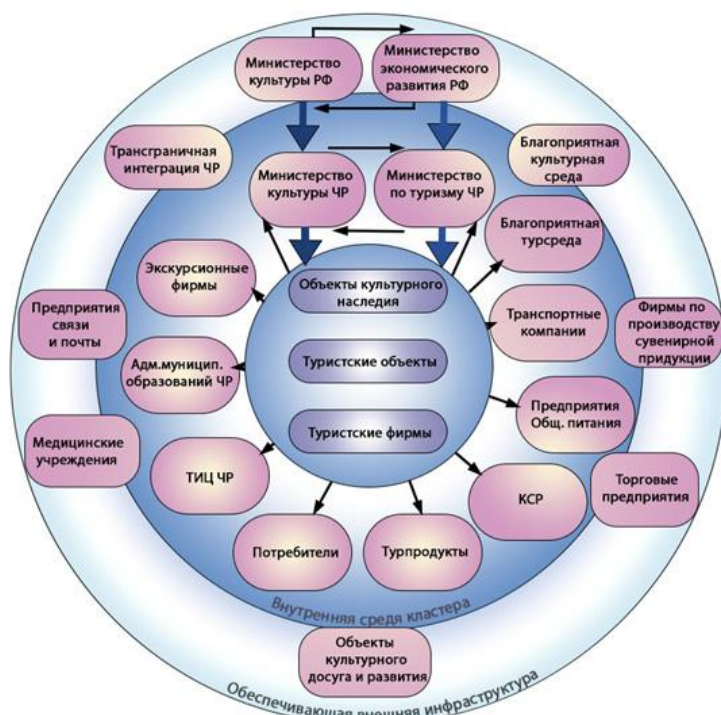 Министерство
культуры РФ
Министерство
экономического
развития РФ
Трансграничная
интеграция ЧР
Благоприятная
культурная
среда
Министерство
культуры ЧР
Министерство
по туризму ЧР
Благоприятная
турсреда
Экскурсионные
фирмы
Объекты культурного
наследия
Транспортные
компании
Предприятия
связи
и почты
Фирмы по
производству
сувенирной
придукции
Туристские объекты
Адм.муницип.
образований ЧР
Предприятия
Общ. питания
Туристские фирмы
Медицинские
учреждения
ТИЦ ЧР
КСР
Торговые
предприятия
Потребители
Турпродукты
Внутренняя средя кластера
Объекты
культурного
досуга и развития
Обеспечивающая внешняя инфраструктура